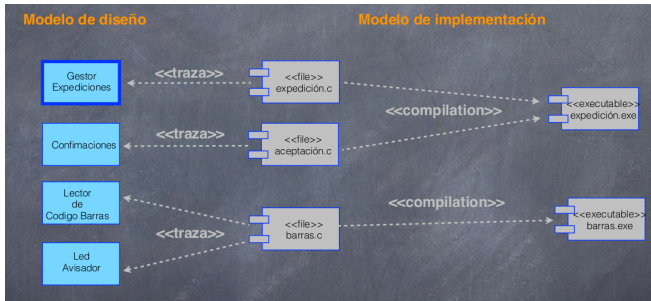 Modelo de diseño
Modelo de implementación
Gestor
Expediciones
<<traza>>
<<file>>
expedición.c
<<compilation>>
<<executable>>
expedición.exe
Confimaciones
<<traza>>
<<file>>
aceptación.c
Lector
de
Codigo Barras
<<traza>>
<<file>>
barras.c
<<compilation>>
<<executable>>
barras.exe
Led
Avisador